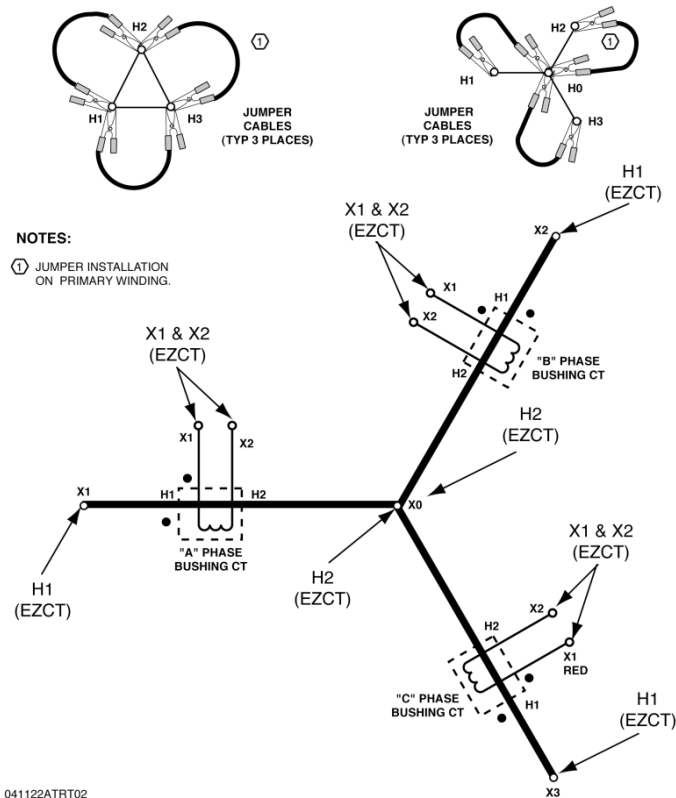 H2
1
H1
H3
JUMPER
CABLES
(TYP 3 PLACES)
H2
1
H1
H0
JUMPER
CABLES
(TYP 3 PLACES)
H3
NOTES:
1 JUMPER INSTALLATION
ON PRIMARY WINDING.
H1
(EZCT)
X1 & X2
(EZCT)
X2
X1
H1
X2
H2
"B" PHASE
BUSHING CT
X1 & X2
(EZCT)
X1
X2
H2
(EZCT)
X1
H1
H2
X0
"A" PHASE
BUSHING CT
H1
(EZCT)
H2
(EZCT)
X1 & X2
(EZCT)
X2
H2
X1
RED
"C" PHASE
BUSHING CT
H1
H1
(EZCT)
X3
041122ATRT02